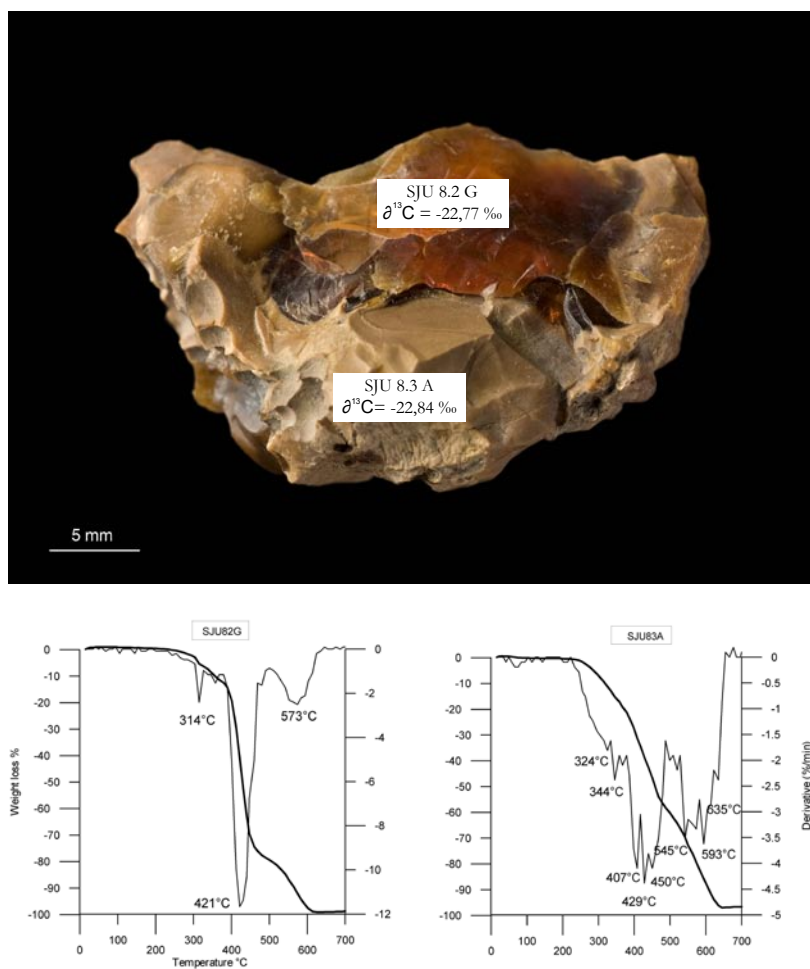 SJU 8.2 G
∂¹³C = -22,77 ‰
SJU 8.3 A
∂¹³C= -22,84 ‰
5 mm
SJU82G
0
-10
-20
-30
-40
-50
-60
-70
-80
-90
-100
Weight loss %
314°C
573°C
421°C
0
-2
-4
-6
-8
-10
-12
0 100 200 300 400 500 600 700
Temperature °C
SJU83A
0
-10
-20
-30
-40
-50
-60
-70
-80
-90
-100
324°C
344°C
407°C
429°C
450°C
545°C
593°C
635°C
0
-0.5
-1
-1.5
-2
-2.5
-3
-3.5
-4
-4.5
-5
Derivative (%/min)
0 100 200 300 400 500 600 700